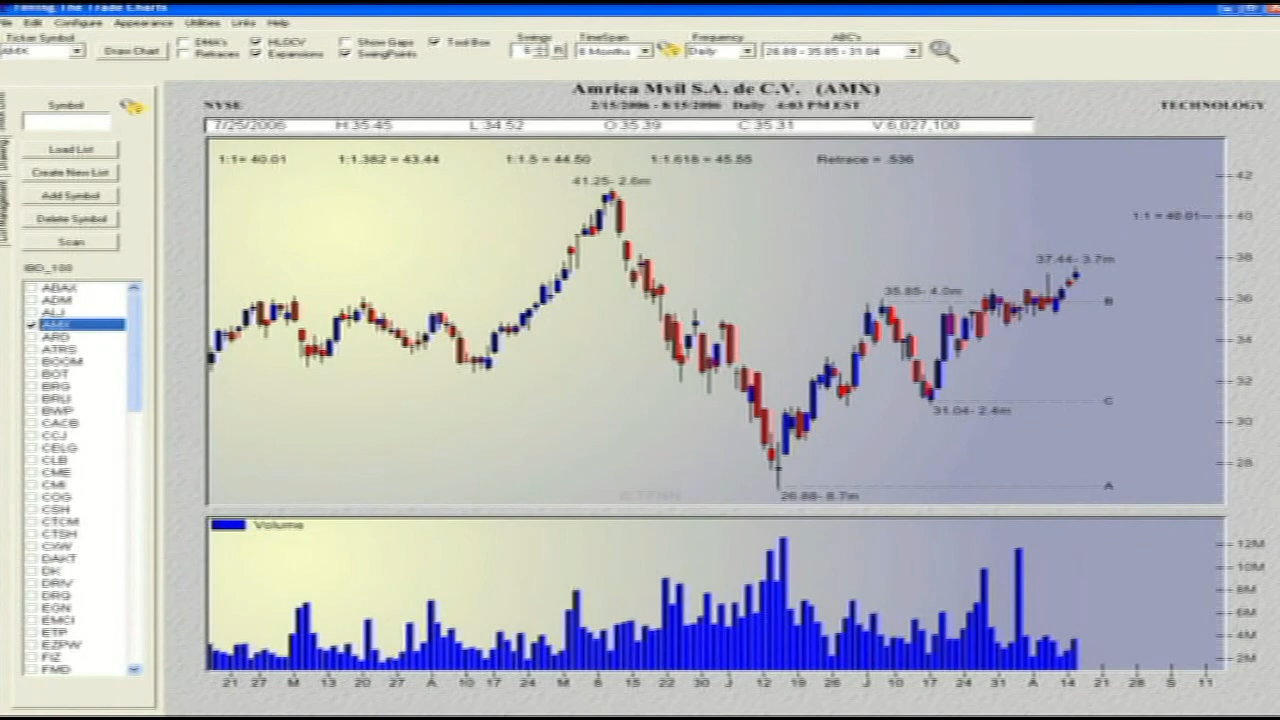 Timing The Trade Charts
File Edit Configure Appearance Utilities Links Help
Ticker Symbol DMA's HLOCV Show Gaps Tool Box Swings TimeSpan Frequency ABC's
AMX Draw Chart Retraces Expansions SwingPoints 6 Months Daily 26.88 - 35.85 - 31.04
Amrica Mvil S.A. de C.V. (AMX)
NYSE 2/15/2006 - 8/15/2006 Daily 4:03 PM EST TECHNOLOGY
Symbol
7/25/2006 H 35.45 L 34.52 O 35.39 C 35.31 V 6,027,100
Load List
Create New List
Add Symbol
Delete Symbol
Scan
1:1= 40.01 1:1.382 = 43.44 1:1.5 = 44.50 1:1.618 = 45.55 Retrace = .536
41.25- 2.6m
1:1 = 40.01
37.44- 3.7m
35.85- 4.0m
B
C
31.04- 2.4m
A
26.88- 8.7m
42
40
38
36
34
32
30
28
IBD_100
ABAX
ADM
ALJ
AMX
ARD
ATRS
BOOM
BOT
BRG
BRLI
BWP
CACB
CCJ
CELG
CLB
CME
CMI
COG
CSH
CTCM
CTSH
CXW
DAKT
DK
DRIV
DRQ
EGN
EMCI
ETP
EZPW
FIZ
FMD
Volume
12M
10M
8M
6M
4M
2M
21 27 M 13 20 27 A 10 17 24 M 8 15 22 30 J 12 19 26 J 10 17 24 31 A 14 21 28 S 11